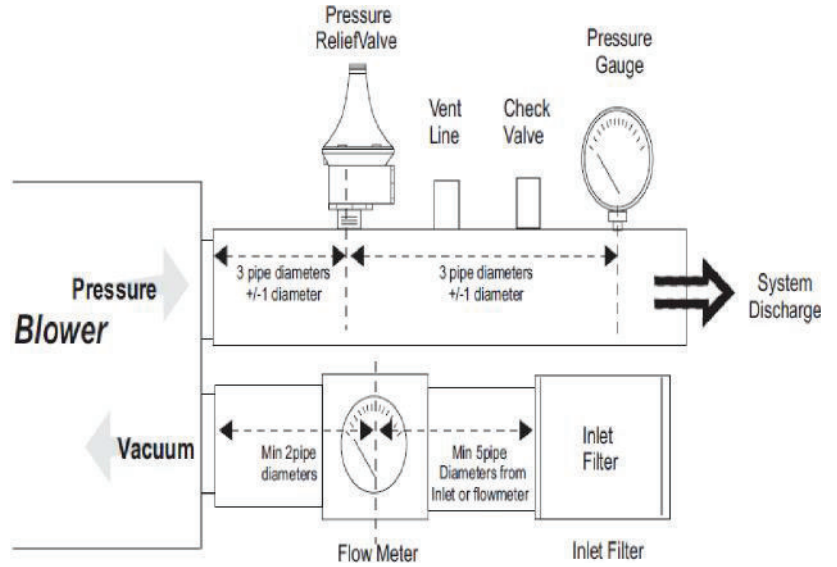 Pressure
ReliefValve
Vent
Line
Check
Valve
Pressure
Gauge
3 pipe diameters
+/-1 diameter
3 pipe diameters
+/-1 diameter
Pressure
Blower
System
Discharge
Vacuum
Min 2pipe
diameters
Min 5pipe
Diameters from
Inlet or flowmeter
Inlet
Filter
Flow Meter
Inlet Filter